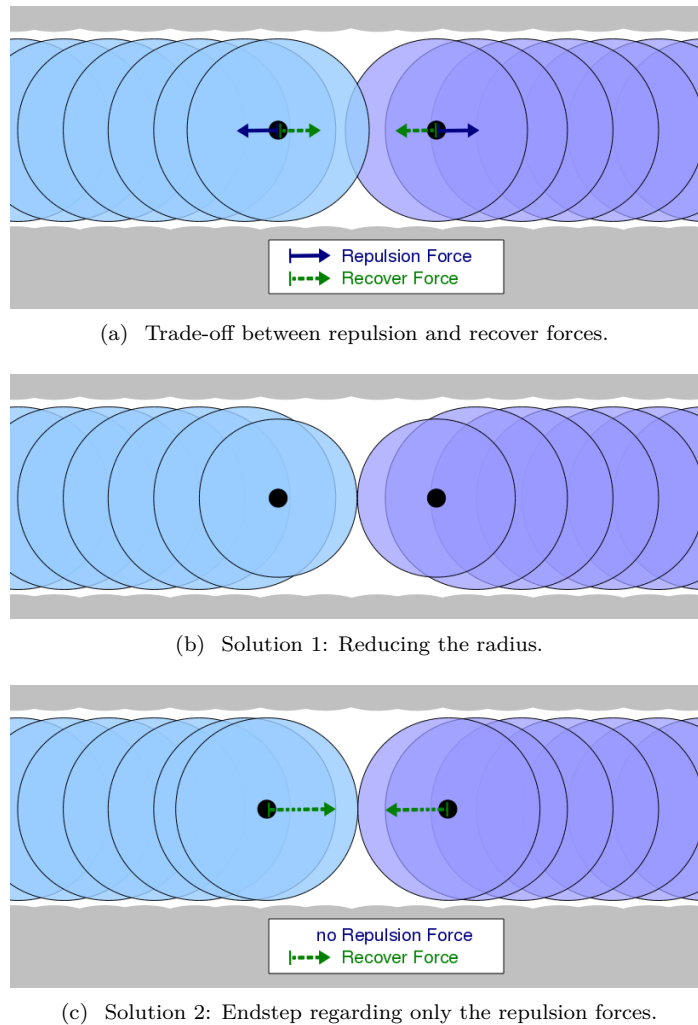 Repulsion Force
Recover Force
(a) Trade-off between repulsion and recover forces.
(b) Solution 1: Reducing the radius.
no Repulsion Force
Recover Force
(c) Solution 2: Endstep regarding only the repulsion forces.